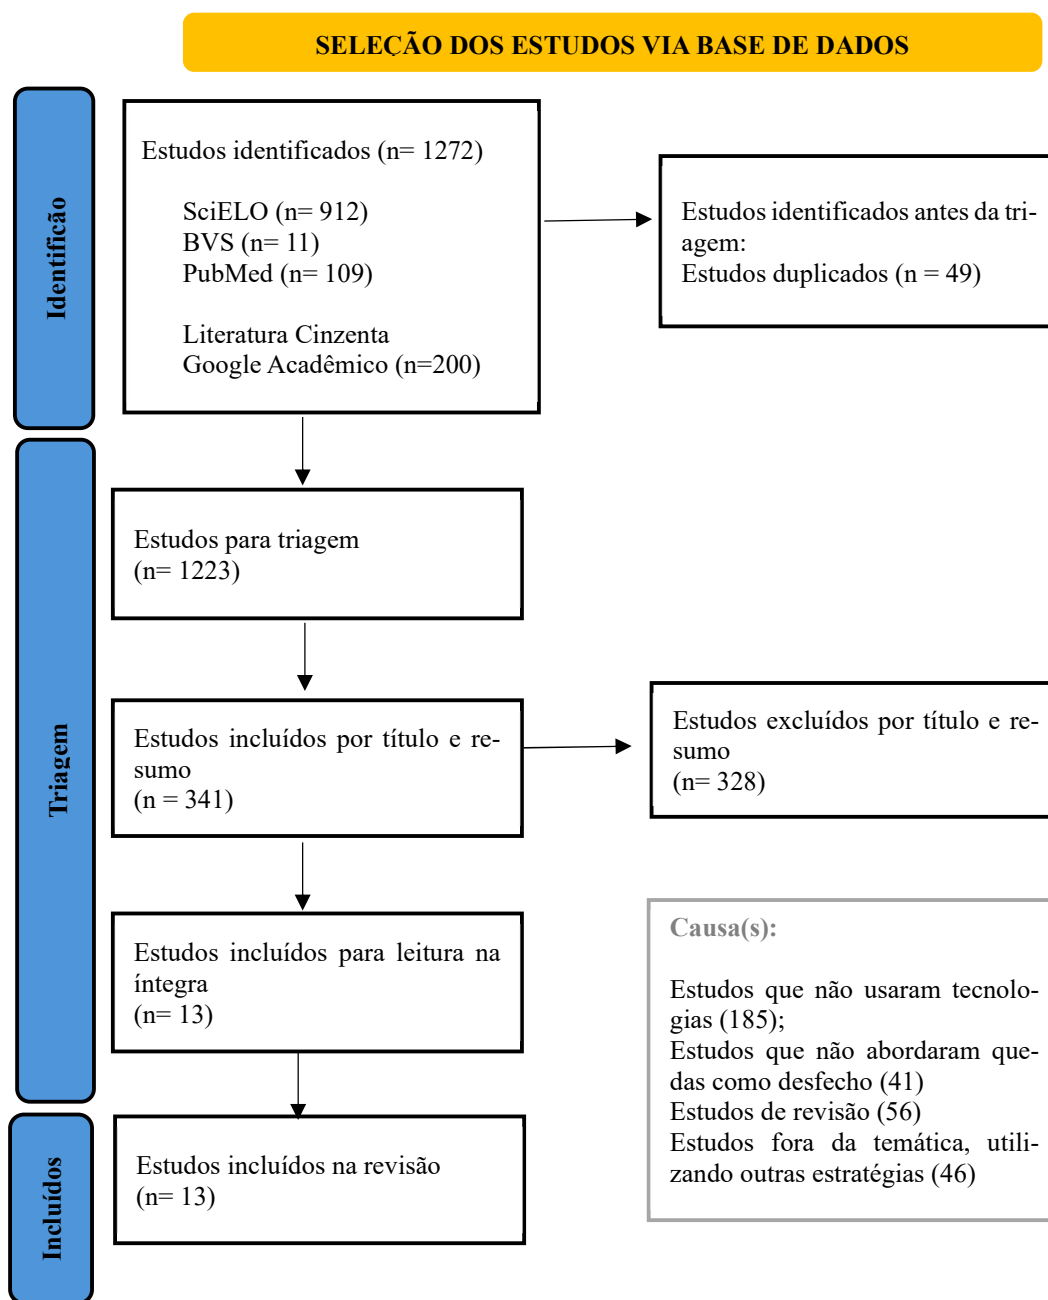 SELEÇÃO DOS ESTUDOS VIA BASE DE DADOS
Identificão
Estudos identificados (n= 1272)
SciELO (n= 912)
BVS (n= 11)
PubMed (n= 109)
Literatura Cinzenta
Google Acadêmico (n=200)
Estudos identificados antes da tri-
agem:
Estudos duplicados (n = 49)
Triagem
Estudos para triagem
(n= 1223)
Estudos incluídos por título e re-
sumo
(n = 341)
Estudos excluídos por título e re-
sumo
(n= 328)
Estudos incluídos para leitura na
íntegra
(n= 13)
Causa(s):
Estudos que não usaram tecnolo-
gias (185);
Estudos que não abordaram que-
das como desfecho (41)
Estudos de revisão (56)
Estudos fora da temática, utili-
zando outras estratégias (46)
Incluídos
Estudos incluídos na revisão
(n= 13)